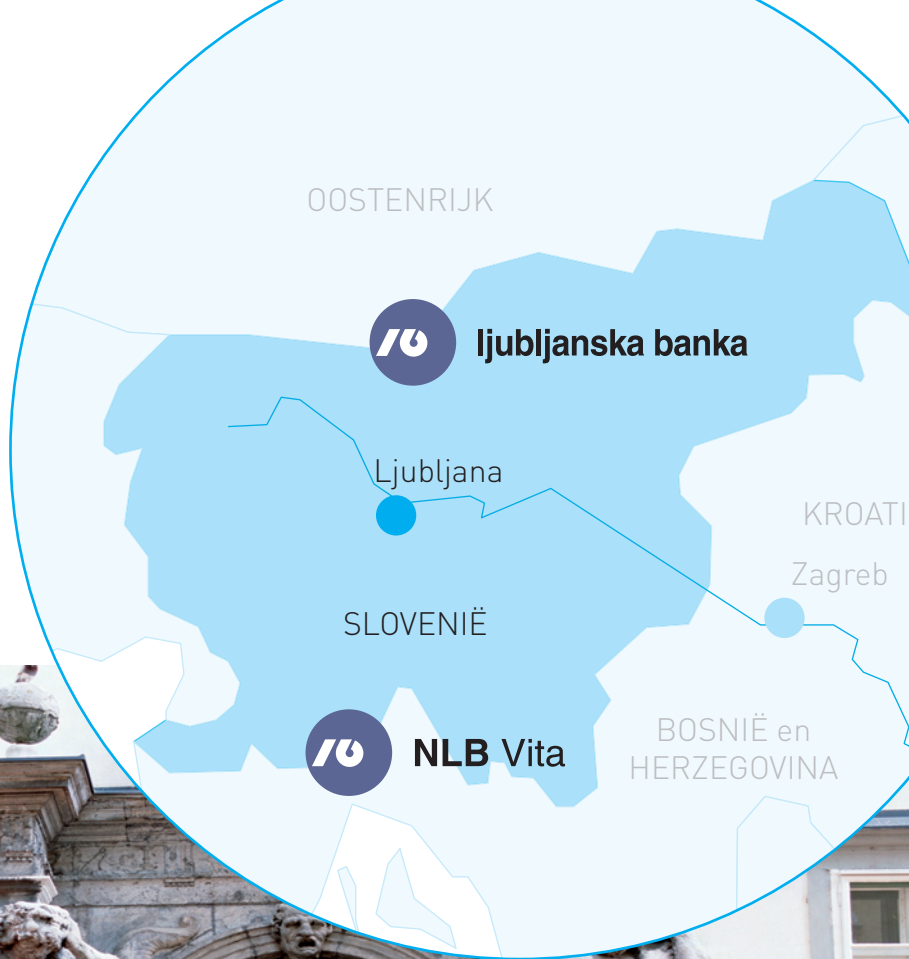 OOSTENRIJK
ljubljanska banka
Ljubljana
KROATI
Zagreb
SLOVENIË
BOSNIË en
HERZEGOVINA
NLB Vita